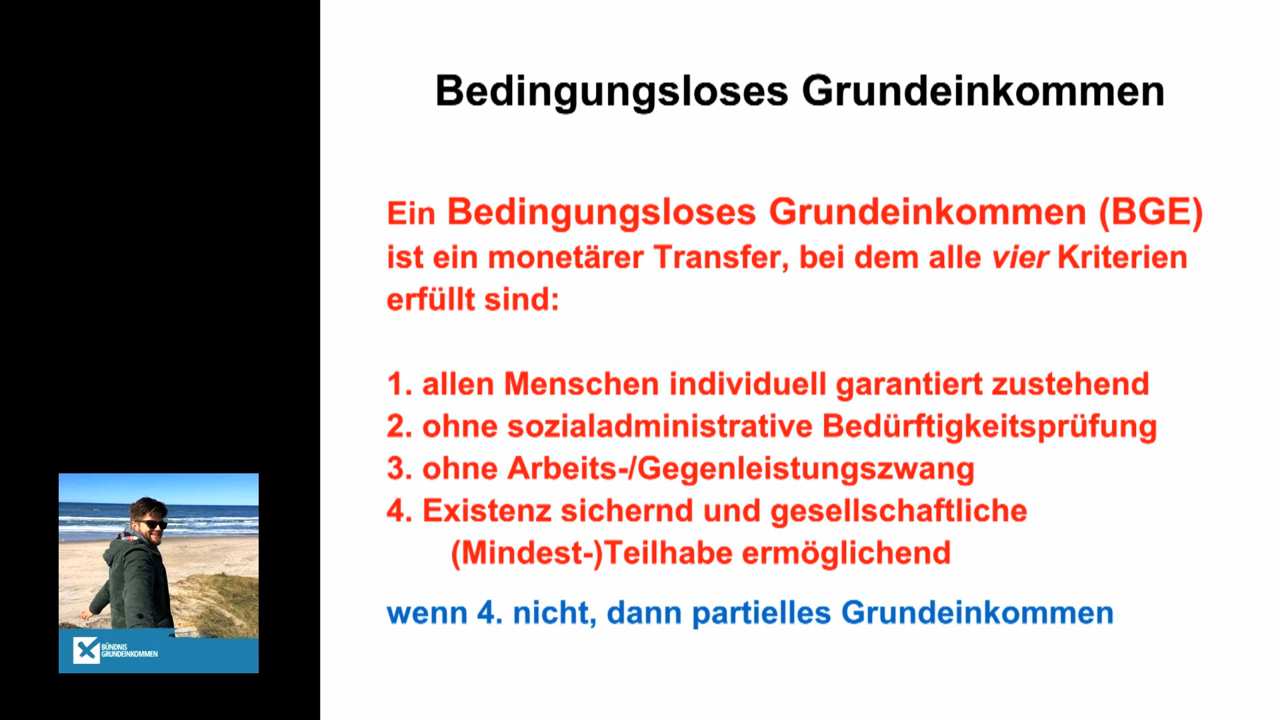 Bedingungsloses Grundeinkommen
Ein Bedingungsloses Grundeinkommen (BGE)
ist ein monetärer Transfer, bei dem alle vier Kriterien
erfüllt sind:
1. allen Menschen individuell garantiert zustehend
2. ohne sozialadministrative Bedürftigkeitsprüfung
3. ohne Arbeits-/Gegenleistungszwang
4. Existenz sichernd und gesellschaftliche
(Mindest-)Teilhabe ermöglichend
wenn 4. nicht, dann partielles Grundeinkommen
BÜNDNIS
GRUNDEINKOMMEN